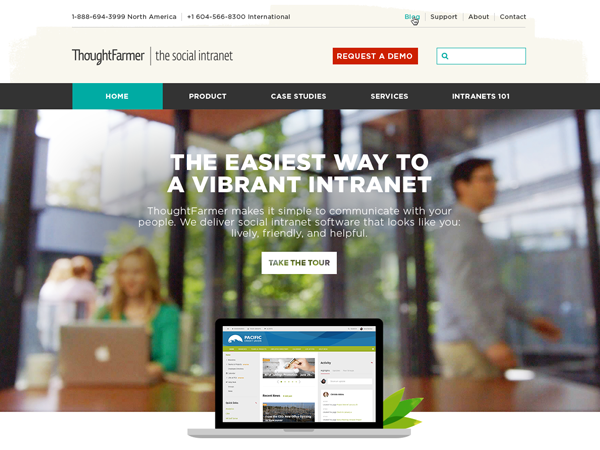 1-888-694-3999 North America | +1 604-566-8300 International
Blog | Support | About | Contact
ThoughtFarmer | the social intranet
REQUEST A DEMO
HOME
PRODUCT
CASE STUDIES
SERVICES
INTRANETS 101
THE EASIEST WAY TO
A VIBRANT INTRANET
ThoughtFarmer makes it simple to communicate with your
people. We deliver social intranet software that looks like you:
lively, friendly, and helpful.
TAKE THE TOUR
PACIFIC
Activity
Recent News